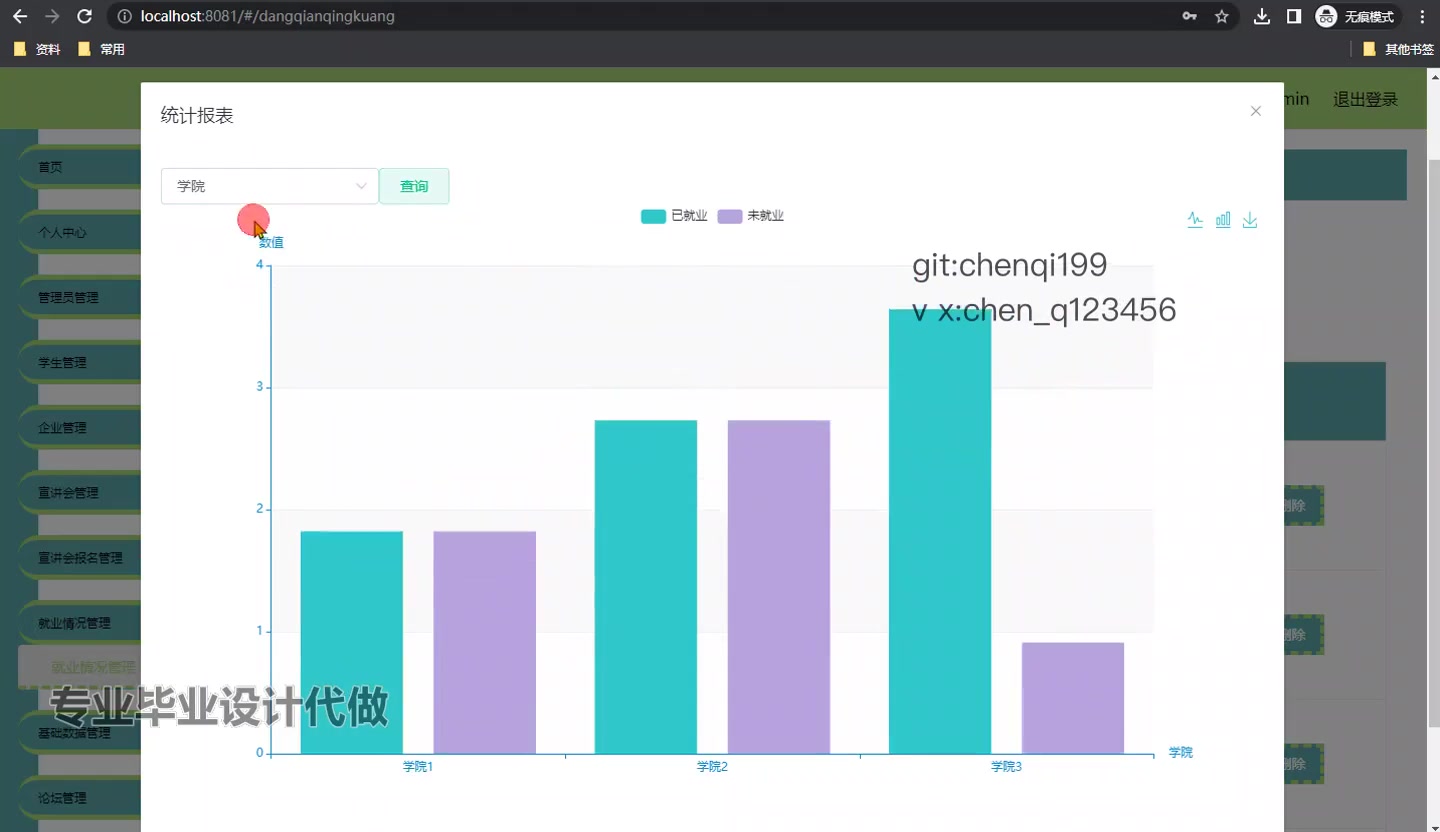 localhost:8081/#/dangqianqingkuang
无痕模式
资料
常用
其他书签
min
退出登录
统计报表
首页
个人中心
管理员管理
学生管理
企业管理
宣讲会管理
宣讲会报名管理
就业情况管理
就业情况管理
基础数据管理
论坛管理
学院
查询
已就业
未就业
数值
4
3
2
1
0
学院1
学院2
学院3
学院
git:chenqi199
v x:chen_q123456
删除
删除
删除
专业毕业设计代做